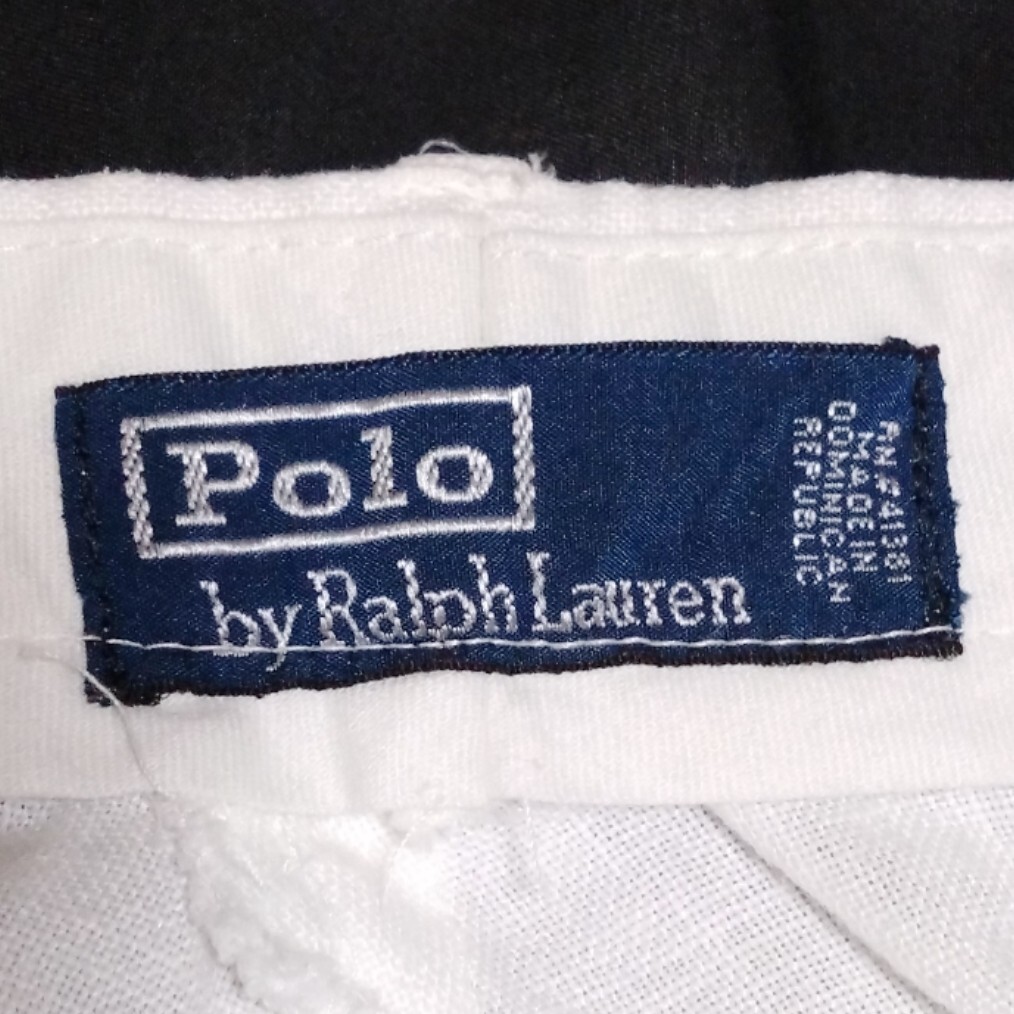 Polo
by Ralph Lauren
RN#41381
MADE IN
DOMINICAN
REPUBLIC